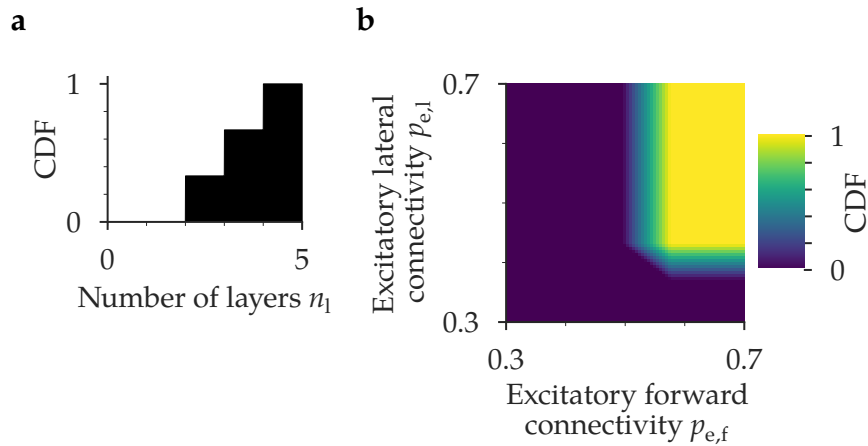 a
1
CDF
0
0
5
Number of layers n_l
b
0.7
Excitatory lateral
connectivity p_e,l
0.3
0.3
0.7
Excitatory forward
connectivity p_e,f
1
CDF
0